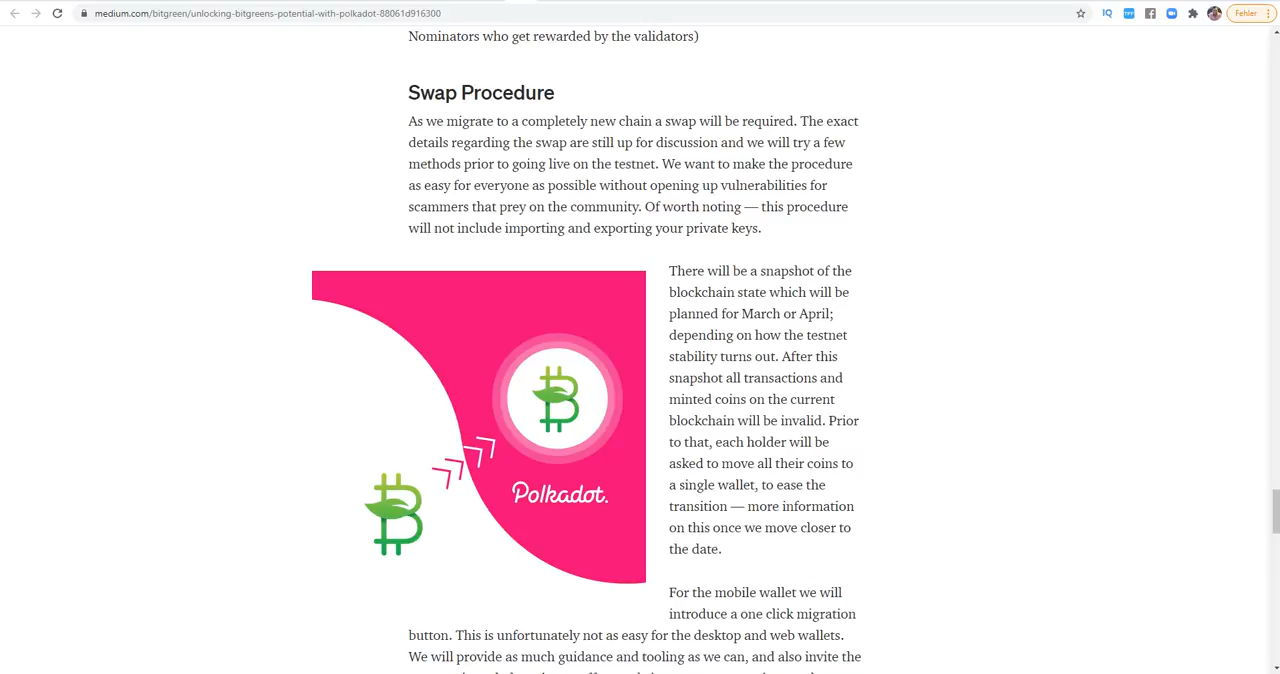 medium.com/bitgreen/unlocking-bitgreens-potential-with-polkadot-88061d916300
IQ
Fehler
Nominators who get rewarded by the validators)
Swap Procedure
As we migrate to a completely new chain a swap will be required. The exact
details regarding the swap are still up for discussion and we will try a few
methods prior to going live on the testnet. We want to make the procedure
as easy for everyone as possible without opening up vulnerabilities for
scammers that prey on the community. Of worth noting — this procedure
will not include importing and exporting your private keys.
There will be a snapshot of the
blockchain state which will be
planned for March or April;
depending on how the testnet
stability turns out. After this
snapshot all transactions and
minted coins on the current
blockchain will be invalid. Prior
to that, each holder will be
asked to move all their coins to
a single wallet, to ease the
transition — more information
on this once we move closer to
the date.
Polkadot.
For the mobile wallet we will
introduce a one click migration
button. This is unfortunately not as easy for the desktop and web wallets.
We will provide as much guidance and tooling as we can, and also invite the